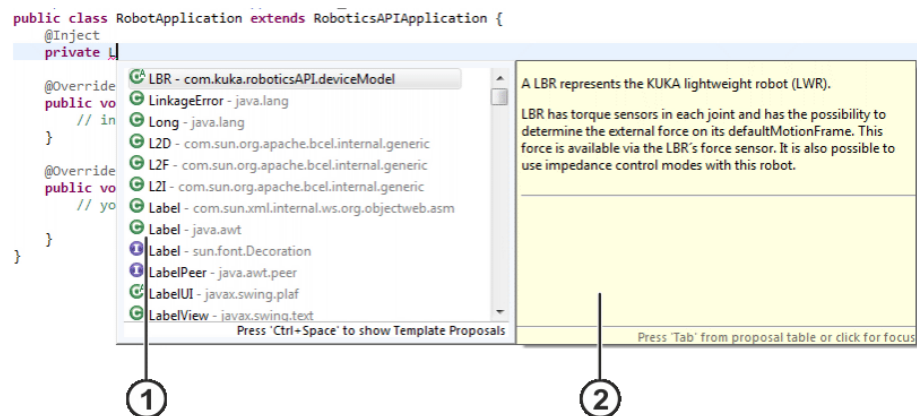 public class RobotApplication extends RoboticsAPIApplication {
@Inject
private L
@Override
public vo
// in
}
@Override
public vo
// yo
}
}
LBR - com.kuka.roboticsAPI.deviceModel
LinkageError - java.lang
Long - java.lang
L2D - com.sun.org.apache.bcel.internal.generic
L2F - com.sun.org.apache.bcel.internal.generic
L2I - com.sun.org.apache.bcel.internal.generic
Label - com.sun.xml.internal.ws.org.objectweb.asm
Label - java.awt
Label - sun.font.Decoration
LabelPeer - java.awt.peer
LabelUI - javax.swing.plaf
LabelView - javax.swing.text
Press 'Ctrl+Space' to show Template Proposals
A LBR represents the KUKA lightweight robot (LWR).
LBR has torque sensors in each joint and has the possibility to
determine the external force on its defaultMotionFrame. This
force is available via the LBR´s force sensor. It is also possible to
use impedance control modes with this robot.
Press 'Tab' from proposal table or click for focus
1
2